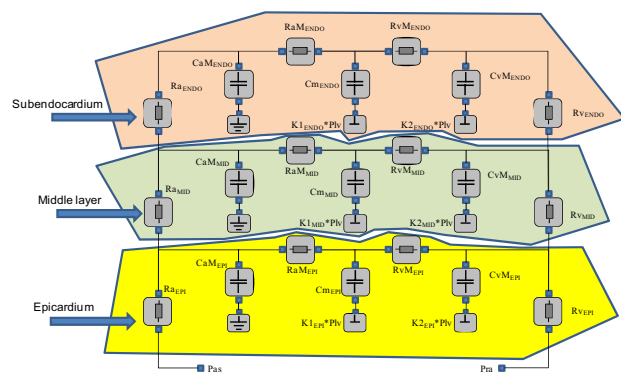 RaM_ENDO RvM_ENDO
CaM_ENDO Cm_ENDO CvM_ENDO
Ra_ENDO Rv_ENDO
Subendocardium
K1_ENDO*Plv K2_ENDO*Plv
RaM_MID RvM_MID
CaM_MID Cm_MID CvM_MID
Ra_MID Rv_MID
Middle layer
K1_MID*Plv K2_MID*Plv
CaM_EPI RaM_EPI RvM_EPI CvM_EPI
Ra_EPI Cm_EPI Rv_EPI
Epicardium
K1_EPI*Plv K2_EPI*Plv
Pas Pra